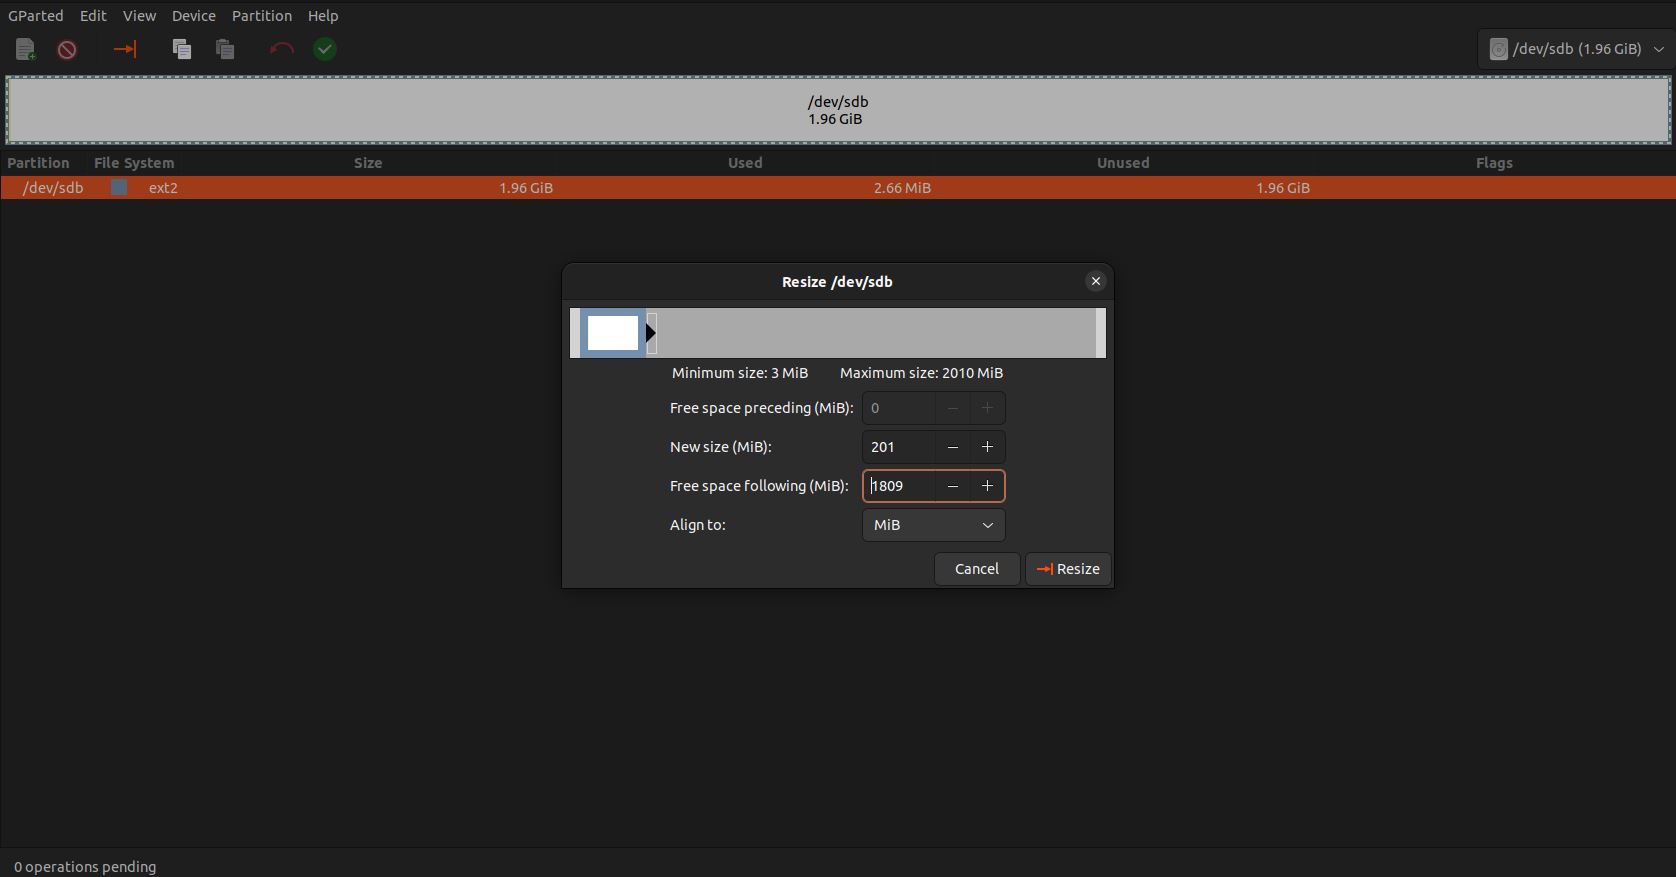 GParted Edit View Device Partition Help
/dev/sdb (1.96 GiB)
/dev/sdb
1.96 GiB
Partition File System Size Used Unused Flags
/dev/sdb ext2 1.96 GiB 2.66 MiB 1.96 GiB
Resize /dev/sdb
Minimum size: 3 MiB Maximum size: 2010 MiB
Free space preceding (MiB): 0
New size (MiB): 201
Free space following (MiB): 1809
Align to: MiB
Cancel Resize
0 operations pending